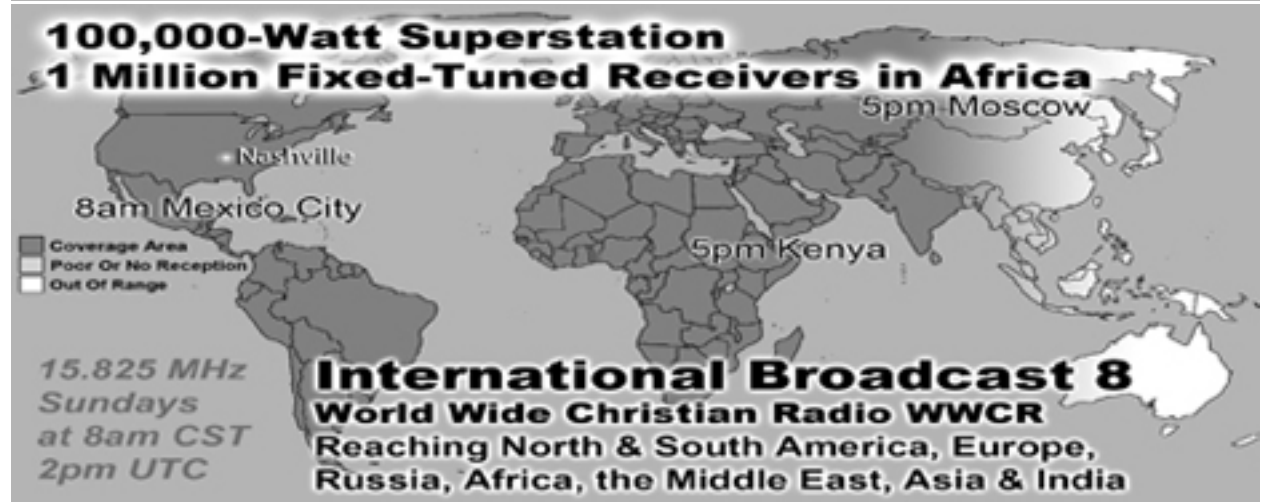 100,000-Watt Superstation
1 Million Fixed-Tuned Receivers in Africa
5pm Moscow
Nashville
8am Mexico City
5pm Kenya
Coverage Area
Poor Or No Reception
Out Of Range
15.825 MHz
Sundays
at 8am CST
2pm UTC
International Broadcast 8
World Wide Christian Radio WWCR
Reaching North & South America, Europe,
Russia, Africa, the Middle East, Asia & India